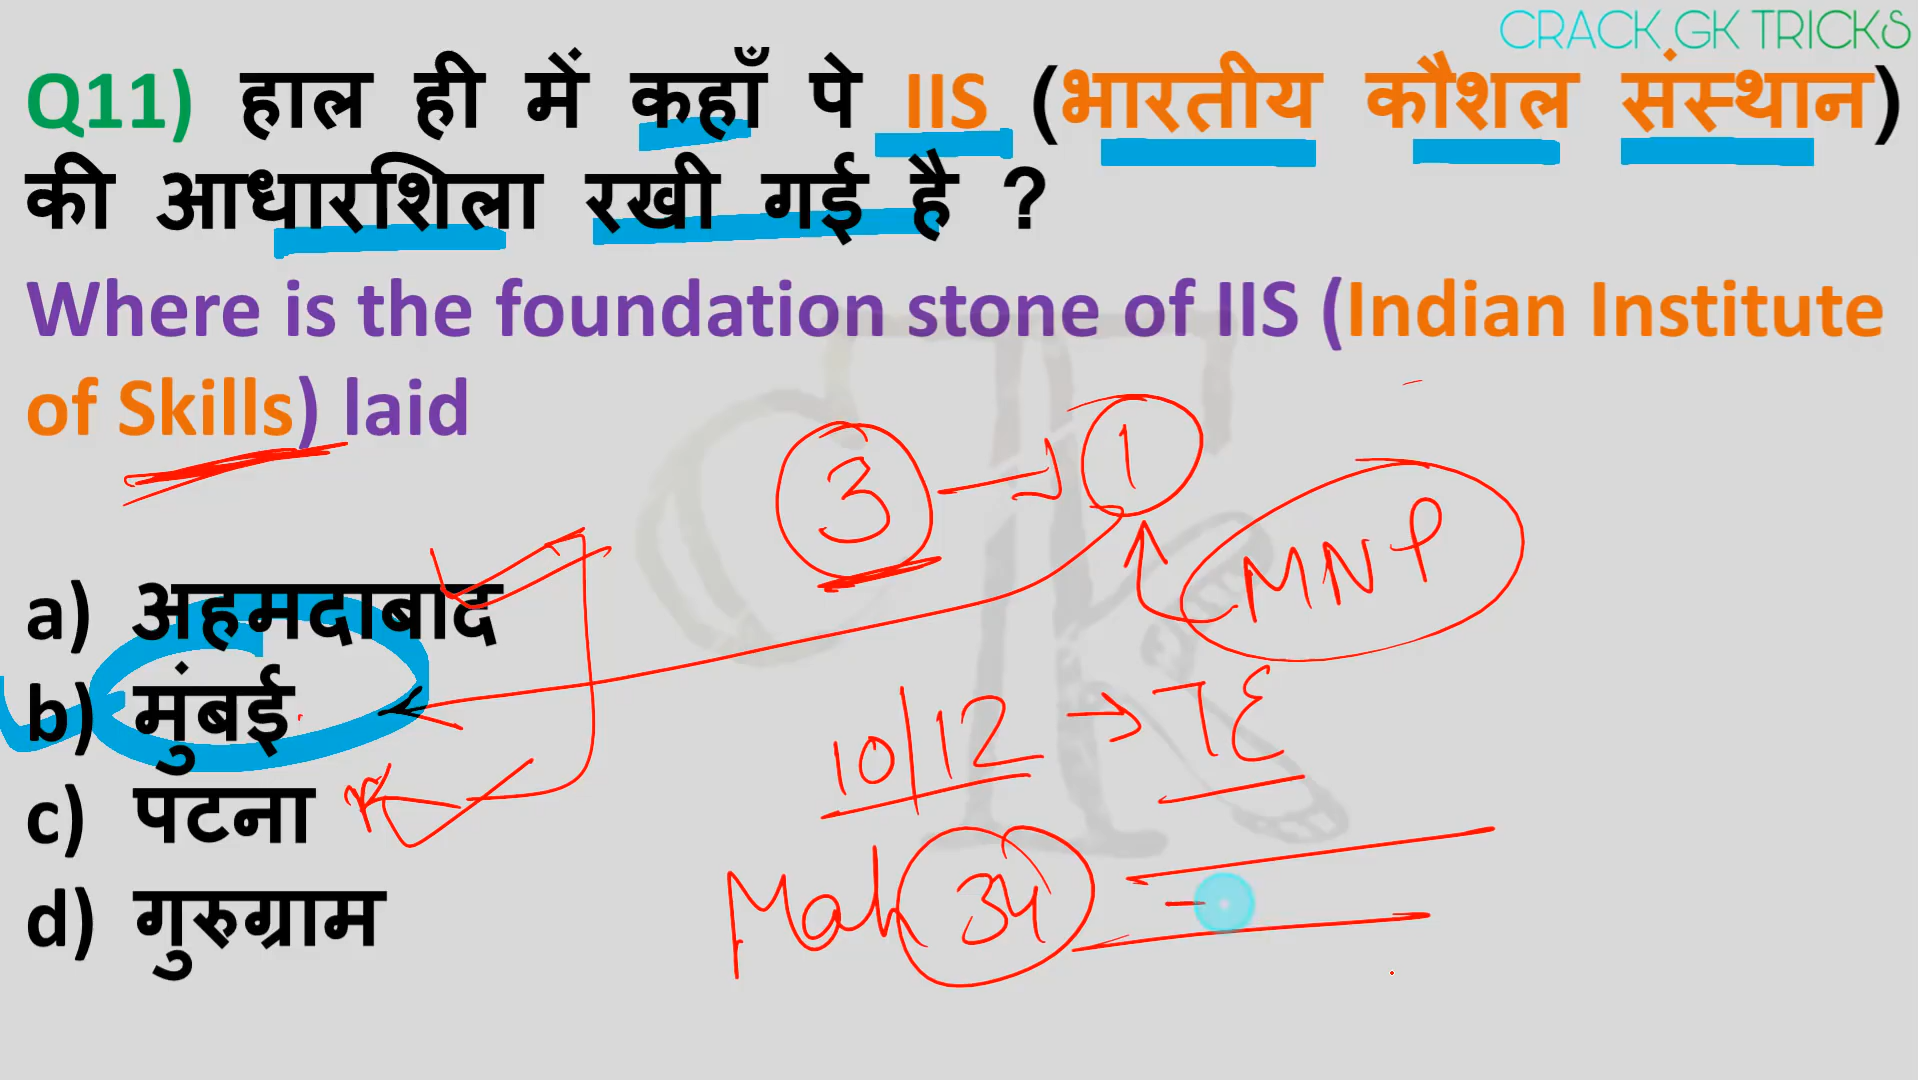 CRACK GK TRICKS
Q11) हाल ही में कहाँ पे IIS (भारतीय कौशल संस्थान)
की आधारशिला रखी गई है ?
Where is the foundation stone of IIS (Indian Institute
of Skills) laid
3 1
MNP
a) अहमदाबाद
b) मुंबई
10/12 → TE
c) पटना
Mah 34
d) गुरुग्राम